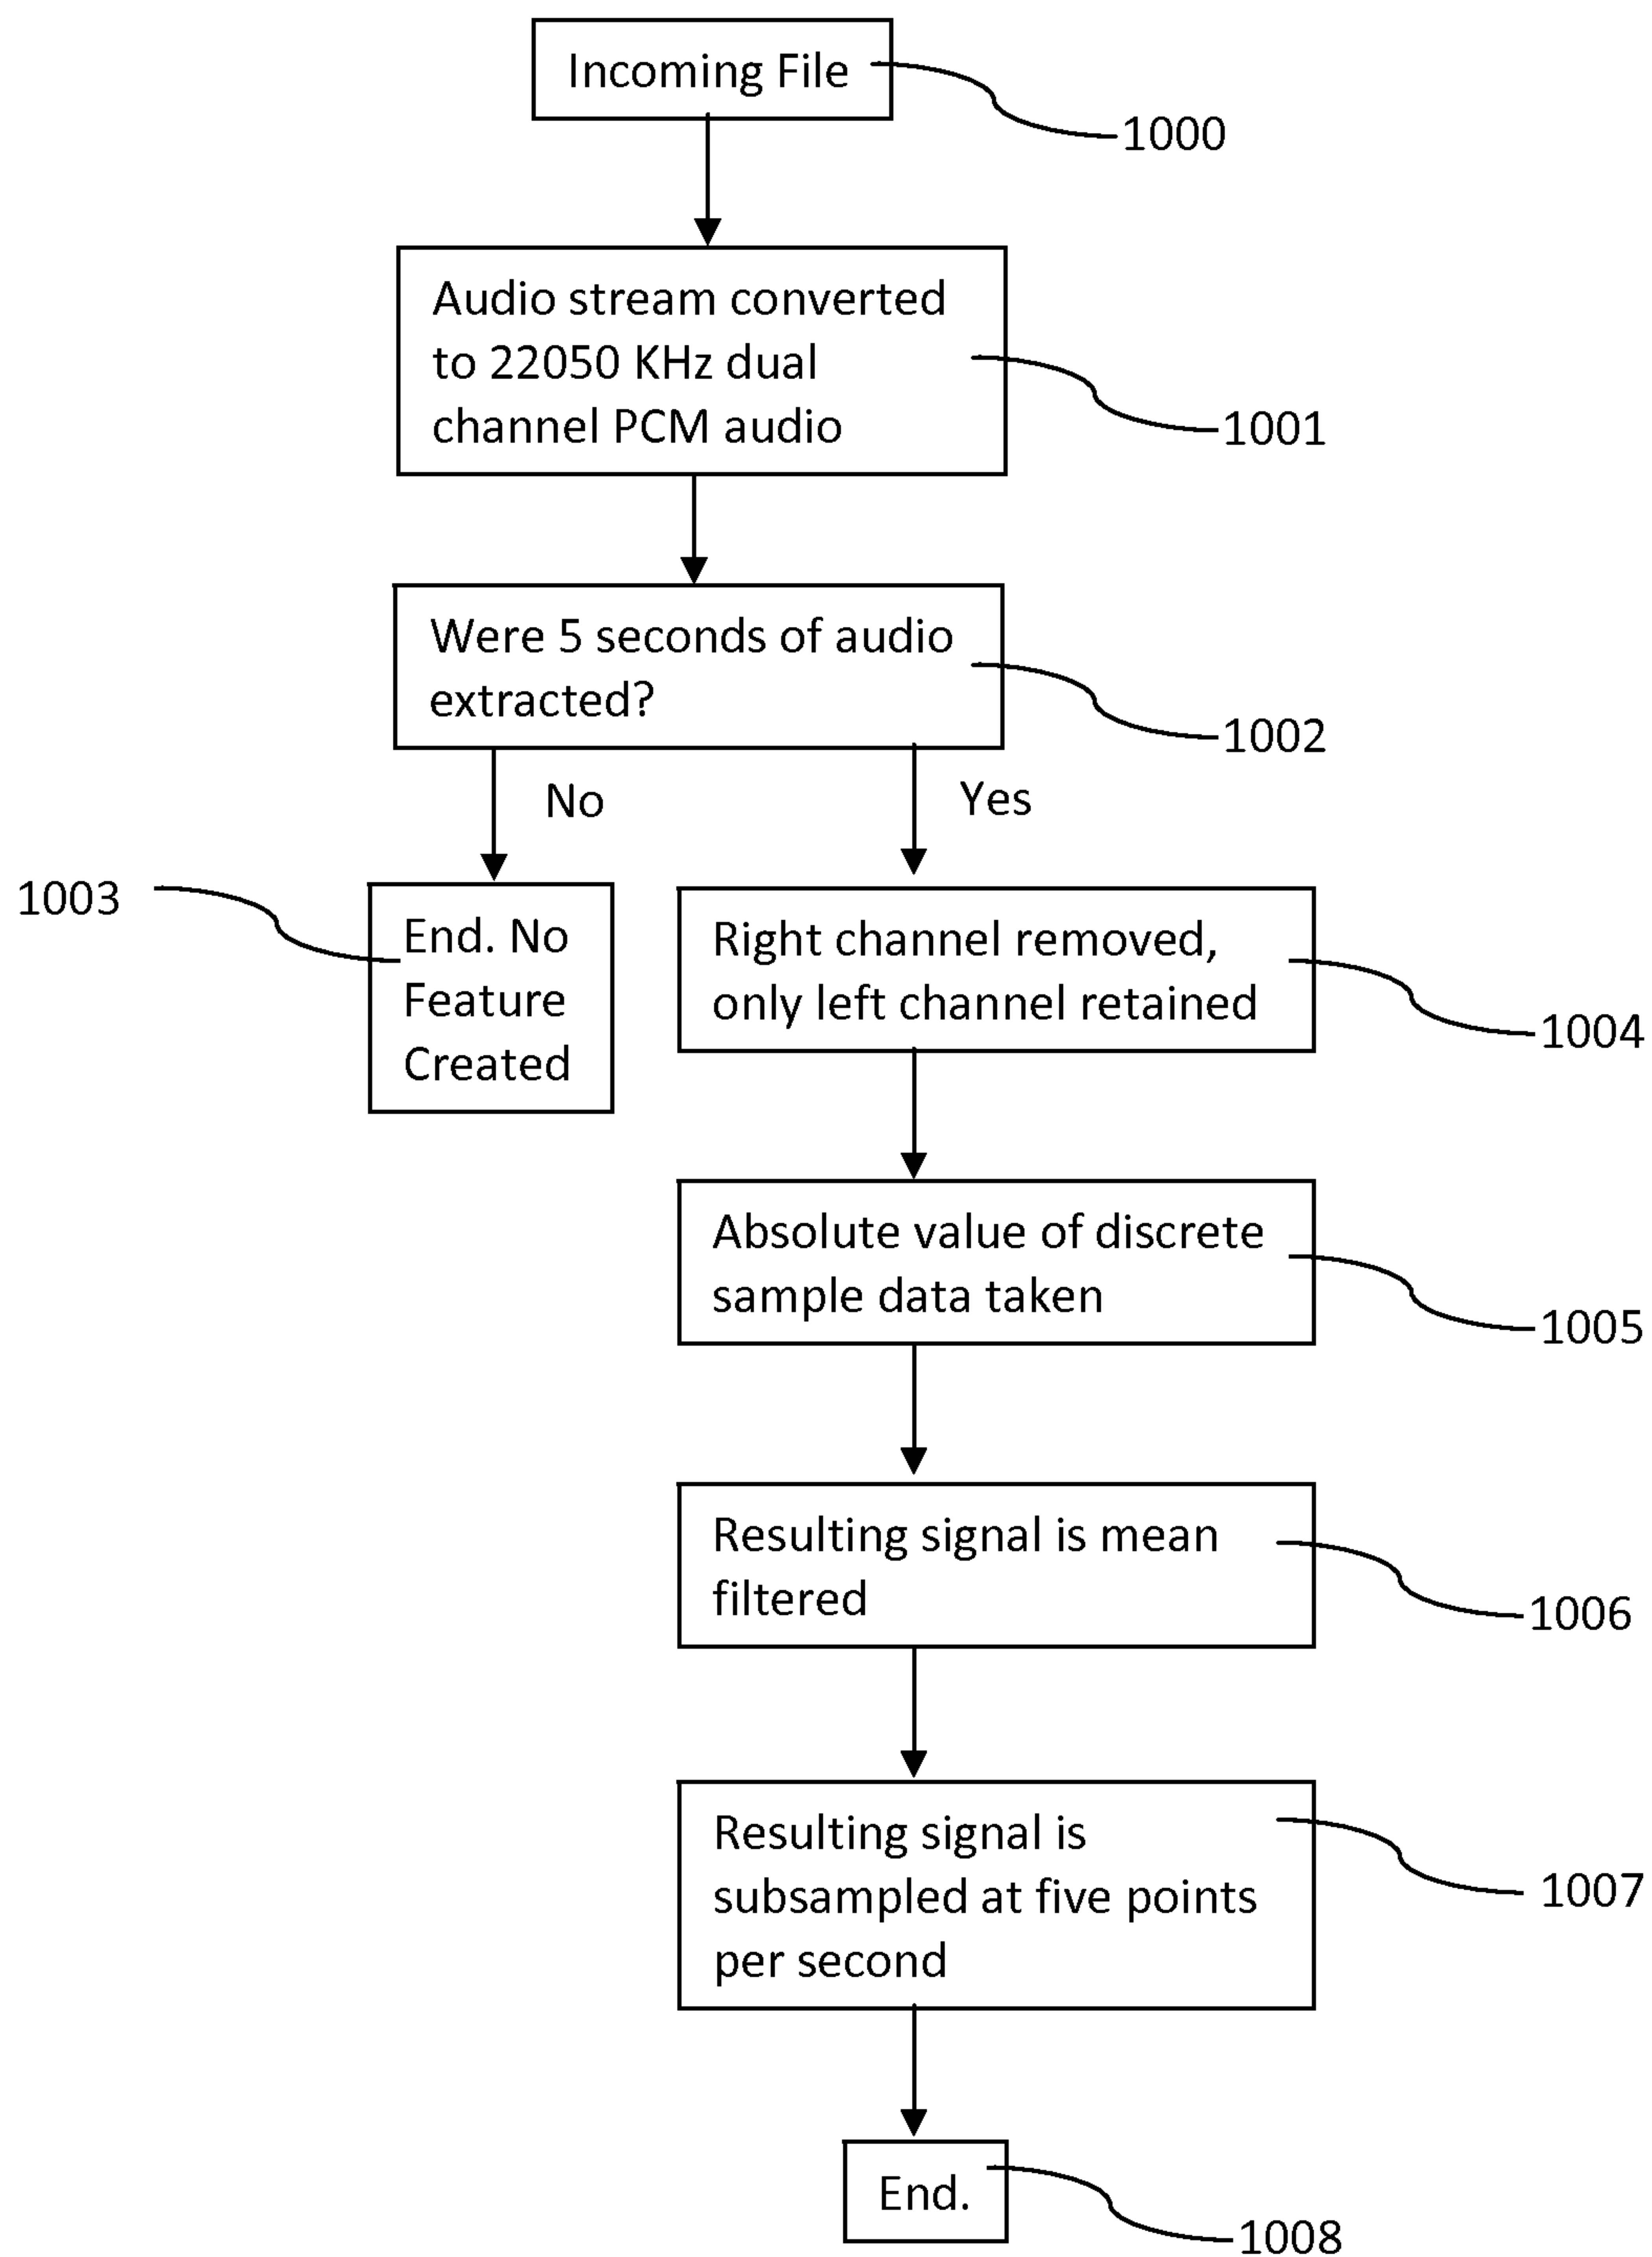 Incoming File
1000
Audio stream converted
to 22050 KHz dual
channel PCM audio
1001
Were 5 seconds of audio
extracted?
1002
No
Yes
1003
End. No
Feature
Created
Right channel removed,
only left channel retained
1004
Absolute value of discrete
sample data taken
1005
Resulting signal is mean
filtered
1006
Resulting signal is
subsampled at five points
per second
1007
End.
1008